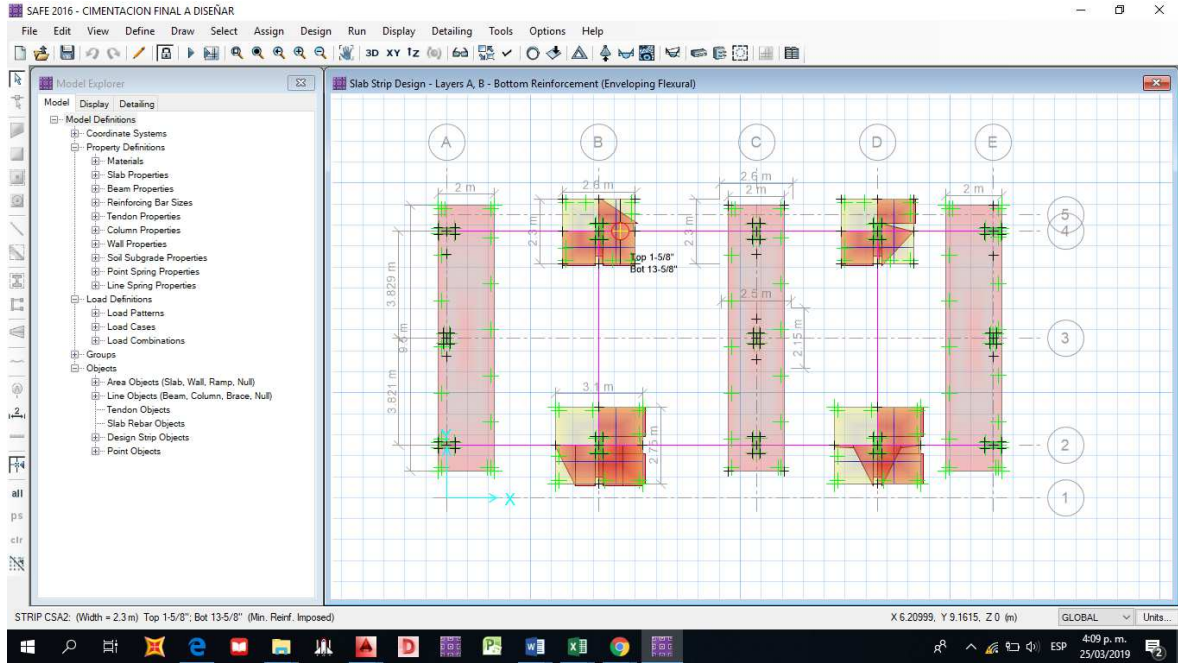 SAFE 2016 - CIMENTACION FINAL A DISEÑAR
File Edit View Define Draw Select Assign Design Run Display Detailing Tools Options Help
3D XY
Model Explorer
Model Display Detailing
Model Definitions
Coordinate Systems
Property Definitions
Materials
Slab Properties
Beam Properties
Reinforcing Bar Sizes
Tendon Properties
Column Properties
Wall Properties
Soil Subgrade Properties
Point Spring Properties
Line Spring Properties
Load Definitions
Load Patterns
Load Cases
Load Combinations
Groups
Objects
Area Objects (Slab, Wall, Ramp, Null)
Line Objects (Beam, Column, Brace, Null)
Tendon Objects
Slab Rebar Objects
Design Strip Objects
Point Objects
all
ps
clr
Slab Strip Design - Layers A, B - Bottom Reinforcement (Enveloping Flexural)
A B C D E
2.6 m
2 m 2.6 m 2 m 2 m
5
4
2.3 m 2.3 m
Top 1-5/8"
Bot 13-5/8"
3.829 m
2.5 m
2.15 m
3
3.821 m
3.1 m
2.75 m
2
1
X
STRIP CSA2: (Width = 2.3 m) Top 1-5/8"; Bot 13-5/8" (Min. Reinf. Imposed)
X 6.20999, Y 9.1615, Z 0 (m)
GLOBAL
Units...
ESP
4:09 p. m.
25/03/2019